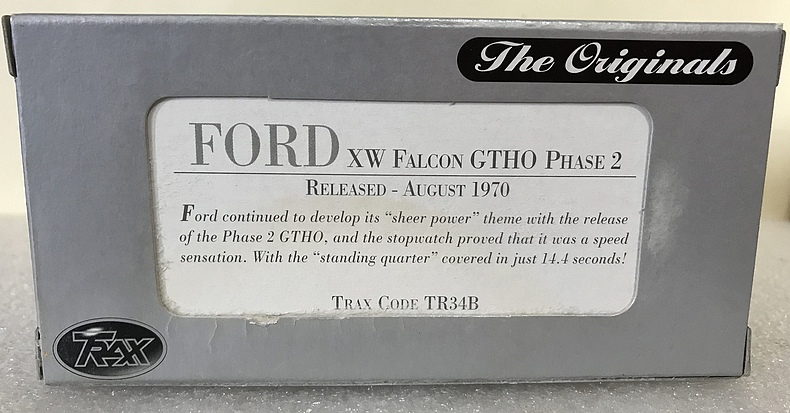 The Originals
FORD XW FALCON GTHO PHASE 2
RELEASED - AUGUST 1970
Ford continued to develop its “sheer power” theme with the release
of the Phase 2 GTHO, and the stopwatch proved that it was a speed
sensation. With the “standing quarter” covered in just 14.4 seconds!
TRAX CODE TR34B
TRAX